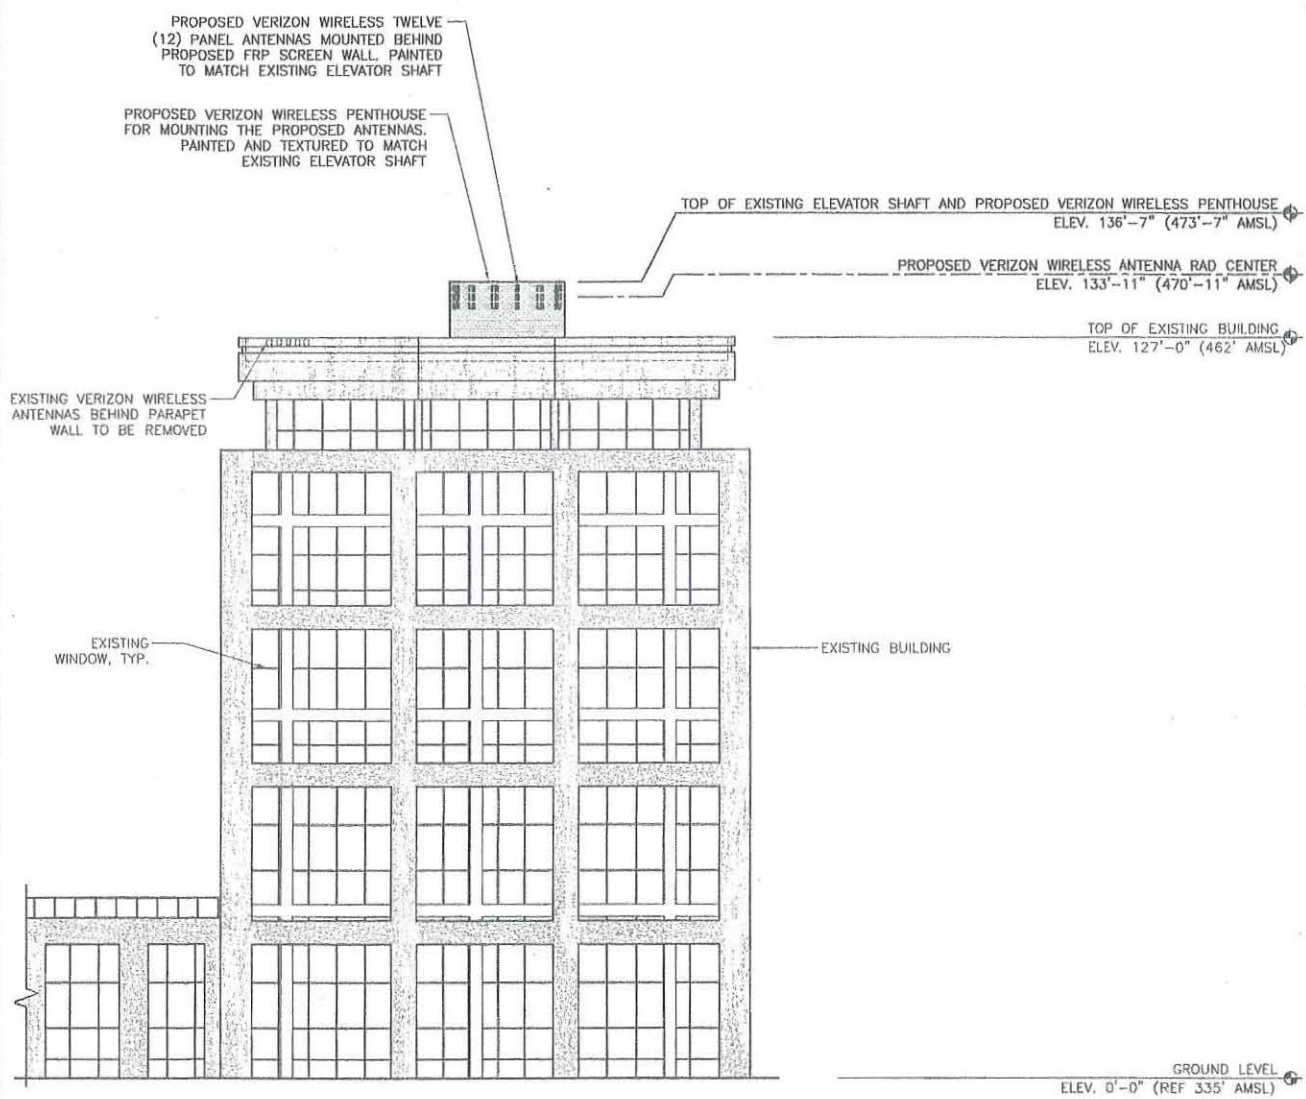 PROPOSED VERIZON WIRELESS TWELVE
(12) PANEL ANTENNAS MOUNTED BEHIND
PROPOSED FRP SCREEN WALL. PAINTED
TO MATCH EXISTING ELEVATOR SHAFT
PROPOSED VERIZON WIRELESS PENTHOUSE
FOR MOUNTING THE PROPOSED ANTENNAS.
PAINTED AND TEXTURED TO MATCH
EXISTING ELEVATOR SHAFT
TOP OF EXISTING ELEVATOR SHAFT AND PROPOSED VERIZON WIRELESS PENTHOUSE
ELEV. 136'-7" (473'-7" AMSL)
PROPOSED VERIZON WIRELESS ANTENNA RAD CENTER
ELEV. 133'-11" (470'-11" AMSL)
TOP OF EXISTING BUILDING
ELEV. 127'-0" (462' AMSL)
EXISTING VERIZON WIRELESS
ANTENNAS BEHIND PARAPET
WALL TO BE REMOVED
EXISTING
WINDOW, TYP.
EXISTING BUILDING
GROUND LEVEL
ELEV. 0'-0" (REF 335' AMSL)